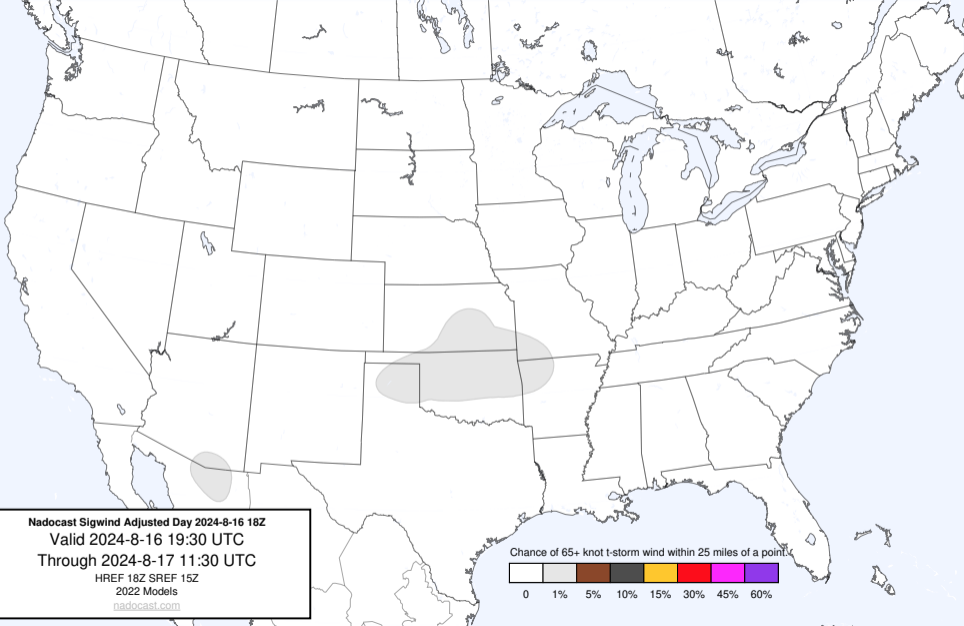 Nadocast Sigwind Adjusted Day 2024-8-16 18Z
Valid 2024-8-16 19:30 UTC
Through 2024-8-17 11:30 UTC
HREF 18Z SREF 15Z
2022 Models
nadocast.com
Chance of 65+ knot t-storm wind within 25 miles of a point.
0 1% 5% 10% 15% 30% 45% 60%